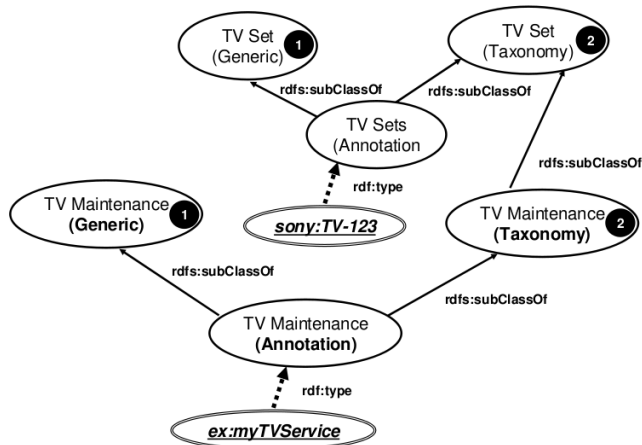 TV Set
(Generic)
1
TV Set
(Taxonomy)
2
rdfs:subClassOf
rdfs:subClassOf
TV Sets
(Annotation
rdfs:subClassOf
rdf:type
TV Maintenance
(Generic)
1
sony:TV-123
TV Maintenance
(Taxonomy)
2
rdfs:subClassOf
rdfs:subClassOf
TV Maintenance
(Annotation)
rdf:type
ex:myTVService